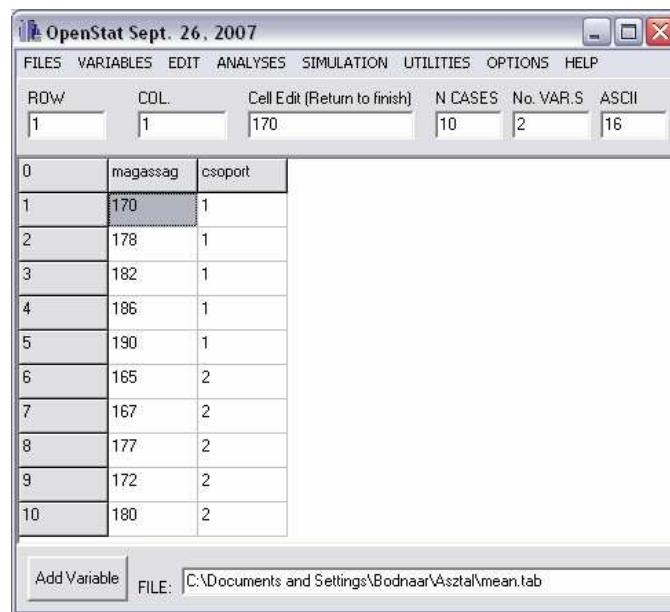 OpenStat Sept. 26, 2007
FILES VARIABLES EDIT ANALYSES SIMULATION UTILITIES OPTIONS HELP
ROW COL. Cell Edit (Return to finish) N CASES No. VAR.S ASCII
1 1 170 10 2 16
0 magassag csoport
1 170 1
2 178 1
3 182 1
4 186 1
5 190 1
6 165 2
7 167 2
8 177 2
9 172 2
10 180 2
Add Variable FILE: C:\Documents and Settings\Bodnaar\Asztal\mean.tab